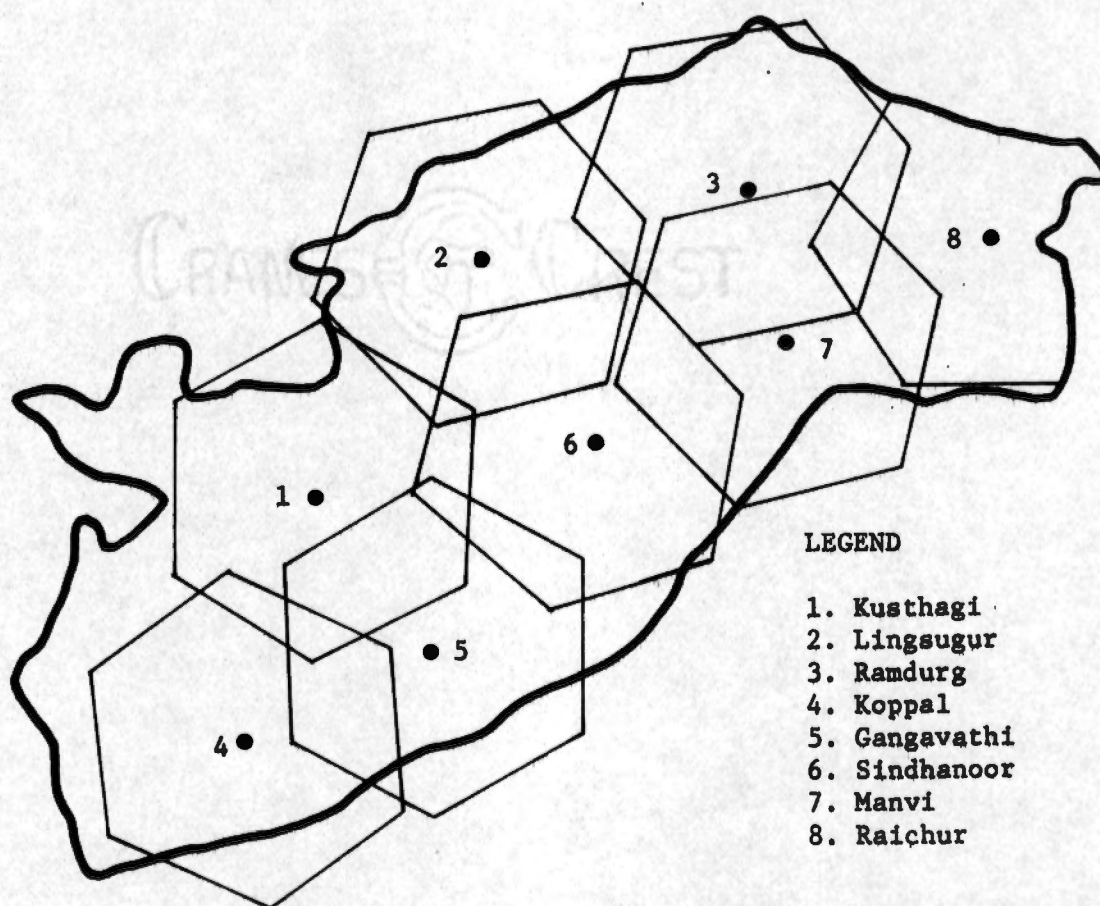 3
2
8
7
6
1
5
4
LEGEND
1. Kusthagi
2. Lingsugur
3. Ramdurg
4. Koppal
5. Gangavathi
6. Sindhanoor
7. Manvi
8. Raichur